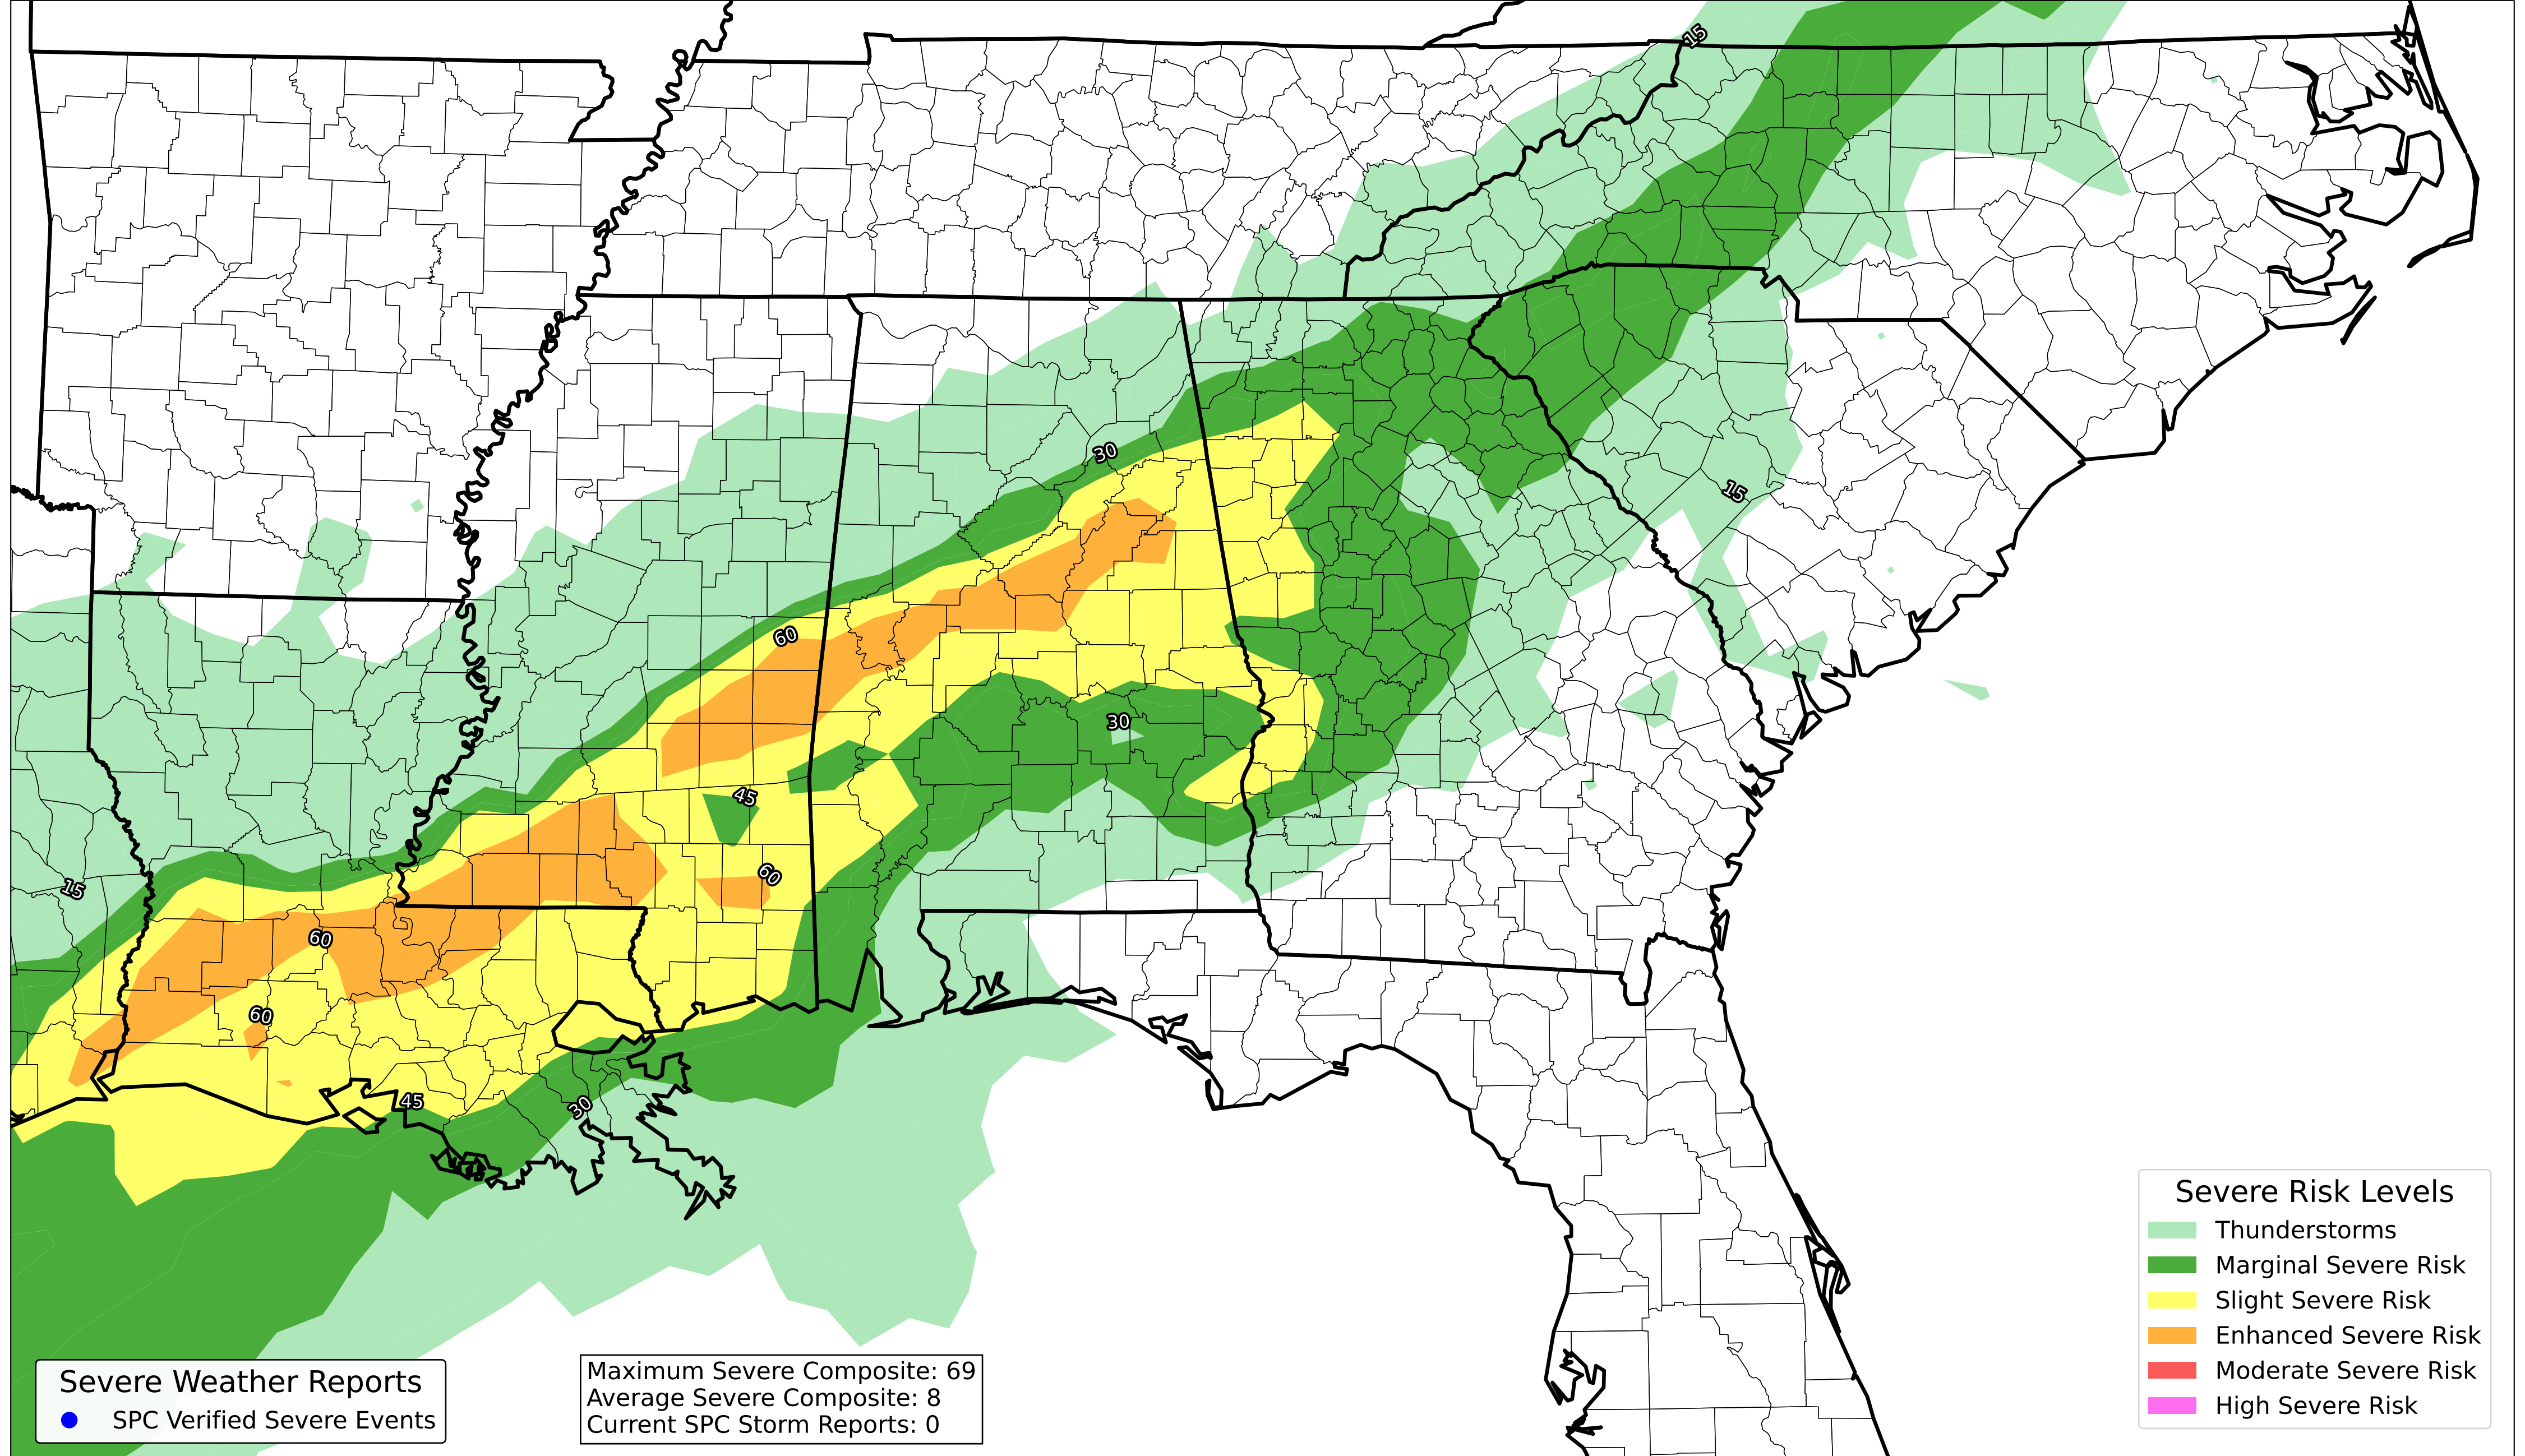 15
30
15
60
30
45
60
15
60
60
45
30
Severe Risk Levels
Thunderstorms
Marginal Severe Risk
Slight Severe Risk
Enhanced Severe Risk
Moderate Severe Risk
High Severe Risk
Severe Weather Reports
SPC Verified Severe Events
Maximum Severe Composite: 69
Average Severe Composite: 8
Current SPC Storm Reports: 0